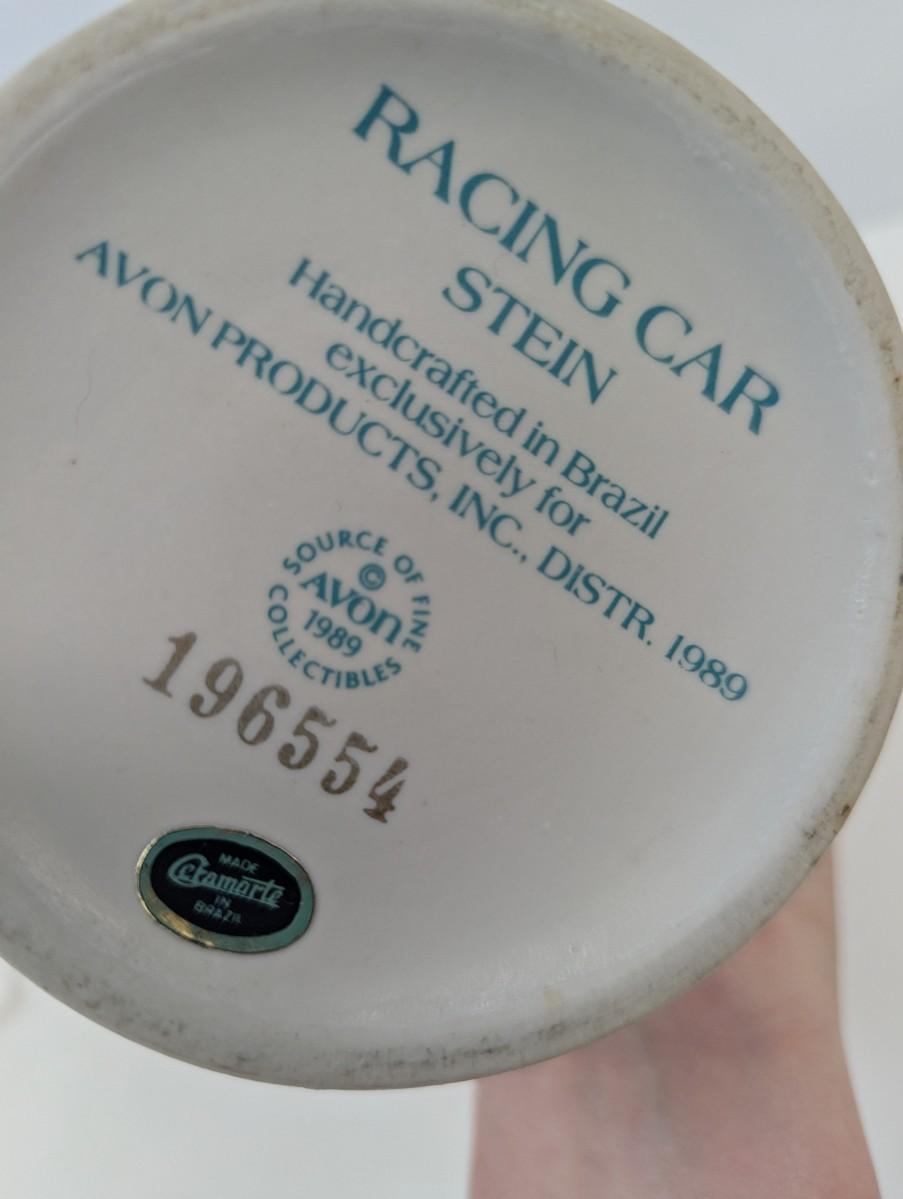 RACING CAR
STEIN
Handcrafted in Brazil
exclusively for
AVON PRODUCTS, INC., DISTR. 1989
SOURCE OF FINE
©
AVON
1989
COLLECTIBLES
196554
MADE
Ceramarte
IN
BRAZIL